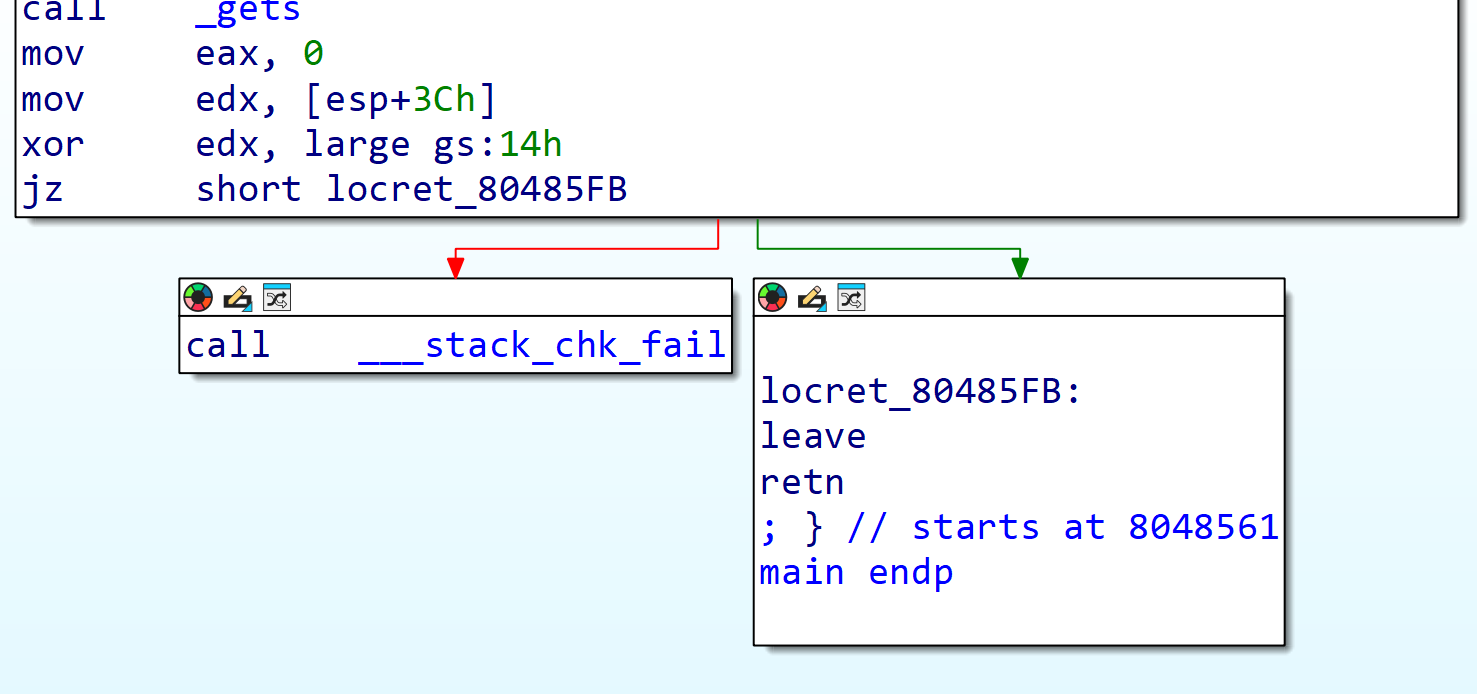 call    _gets
mov     eax, 0
mov     edx, [esp+3Ch]
xor     edx, large gs:14h
jz      short locret_80485FB
call    ___stack_chk_fail
locret_80485FB:
leave
retn
; } // starts at 8048561
main endp